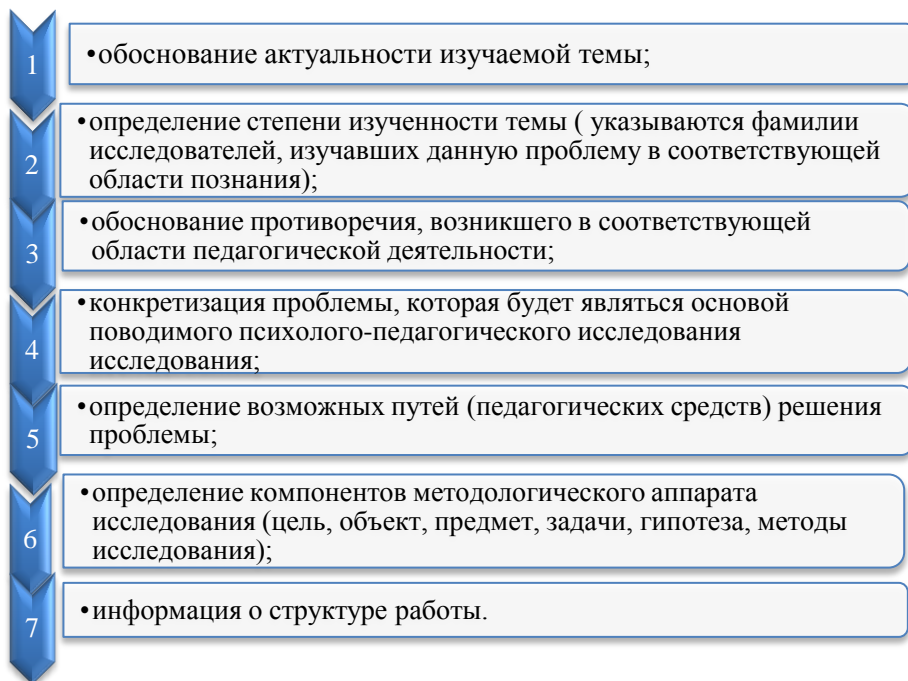 1
•обоснование актуальности изучаемой темы;
2
•определение степени изученности темы ( указываются фамилии
исследователей, изучавших данную проблему в соответствующей
области познания);
3
•обоснование противоречия, возникшего в соответствующей
области педагогической деятельности;
4
•конкретизация проблемы, которая будет являться основой
поводимого психолого-педагогического исследования
исследования;
5
•определение возможных путей (педагогических средств) решения
проблемы;
6
•определение компонентов методологического аппарата
исследования (цель, объект, предмет, задачи, гипотеза, методы
исследования);
7
•информация о структуре работы.